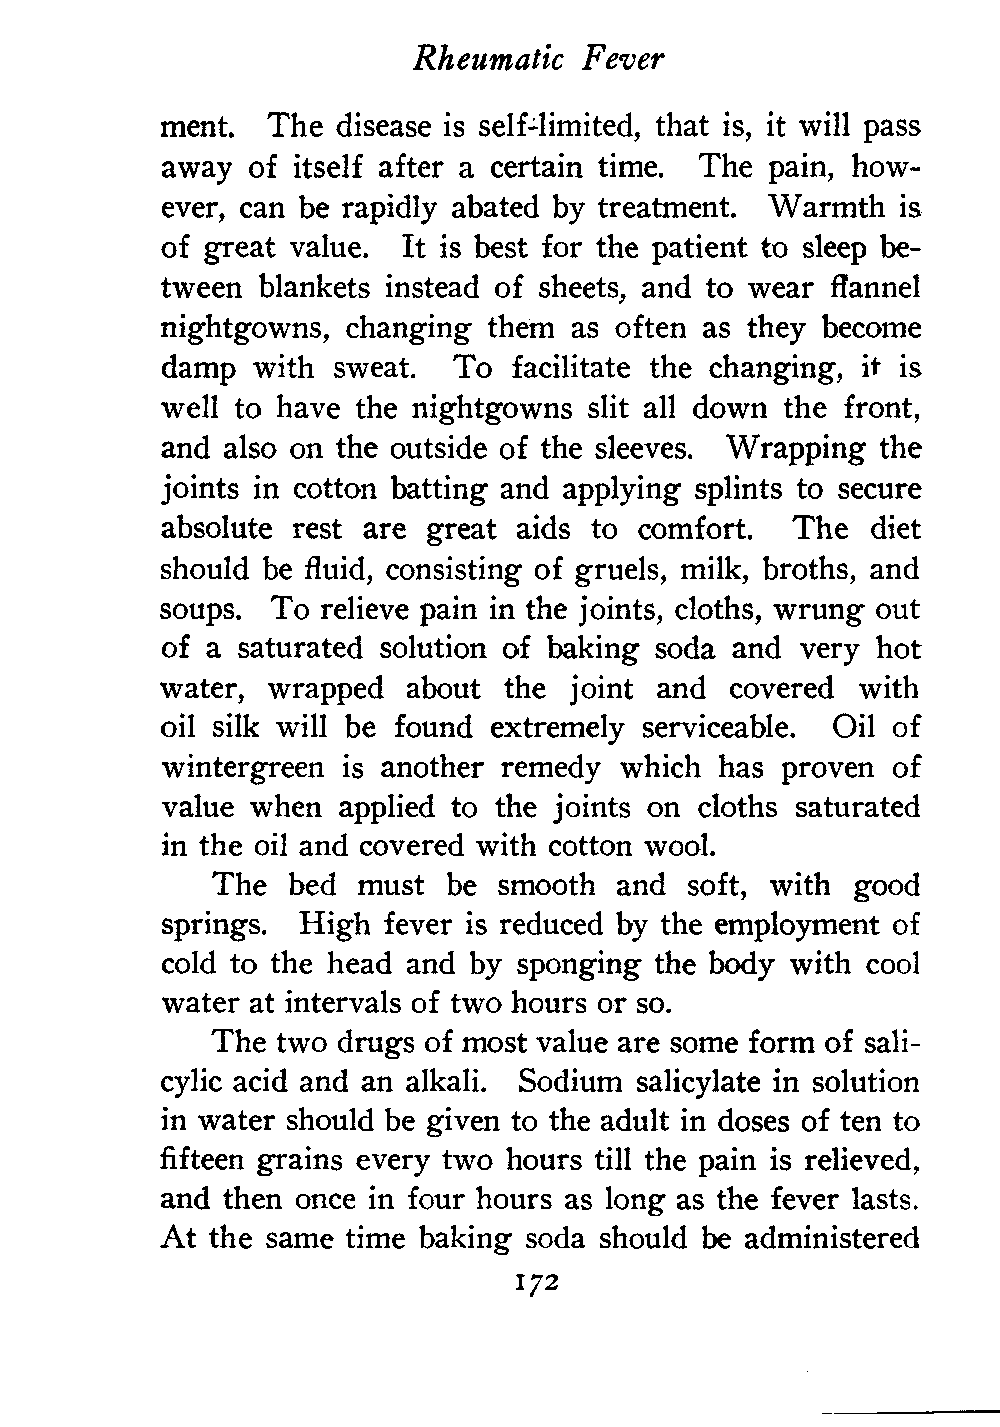 Rheumatic Fever
ment. The disease is self-limited, that is, it will pass
away of itself after a certain time. The pain, how-
ever, can be rapidly abated by treatment. Warmth is
of great value. It is best for the patient to sleep be-
tween blankets instead of sheets, and to wear flannel
nightgowns, changing them as often as they become
damp with sweat. To facilitate the changing, it is
well to have the nightgowns slit all down the front,
and also on the outside of the sleeves. Wrapping the
joints in cotton batting and applying splints to secure
absolute rest are great aids to comfort. The diet
should be fluid, consisting of gruels, milk, broths, and
soups. To relieve pain in the joints, cloths, wrung out
of a saturated solution of baking soda and very hot
water, wrapped about the joint and covered with
oil silk will be found extremely serviceable. Oil of
wintergreen is another remedy which has proven of
value when applied to the joints on cloths saturated
in the oil and covered with cotton wool.
The bed must be smooth and soft, with good
springs. High fever is reduced by the employment of
cold to the head and by sponging the body with cool
water at intervals of two hours or so.
The two drugs of most value are some form of sali-
cylic acid and an alkali. Sodium salicylate in solution
in water should be given to the adult in doses of ten to
fifteen grains every two hours till the pain is relieved,
and then once in four hours as long as the fever lasts.
At the same time baking soda should be administered
172